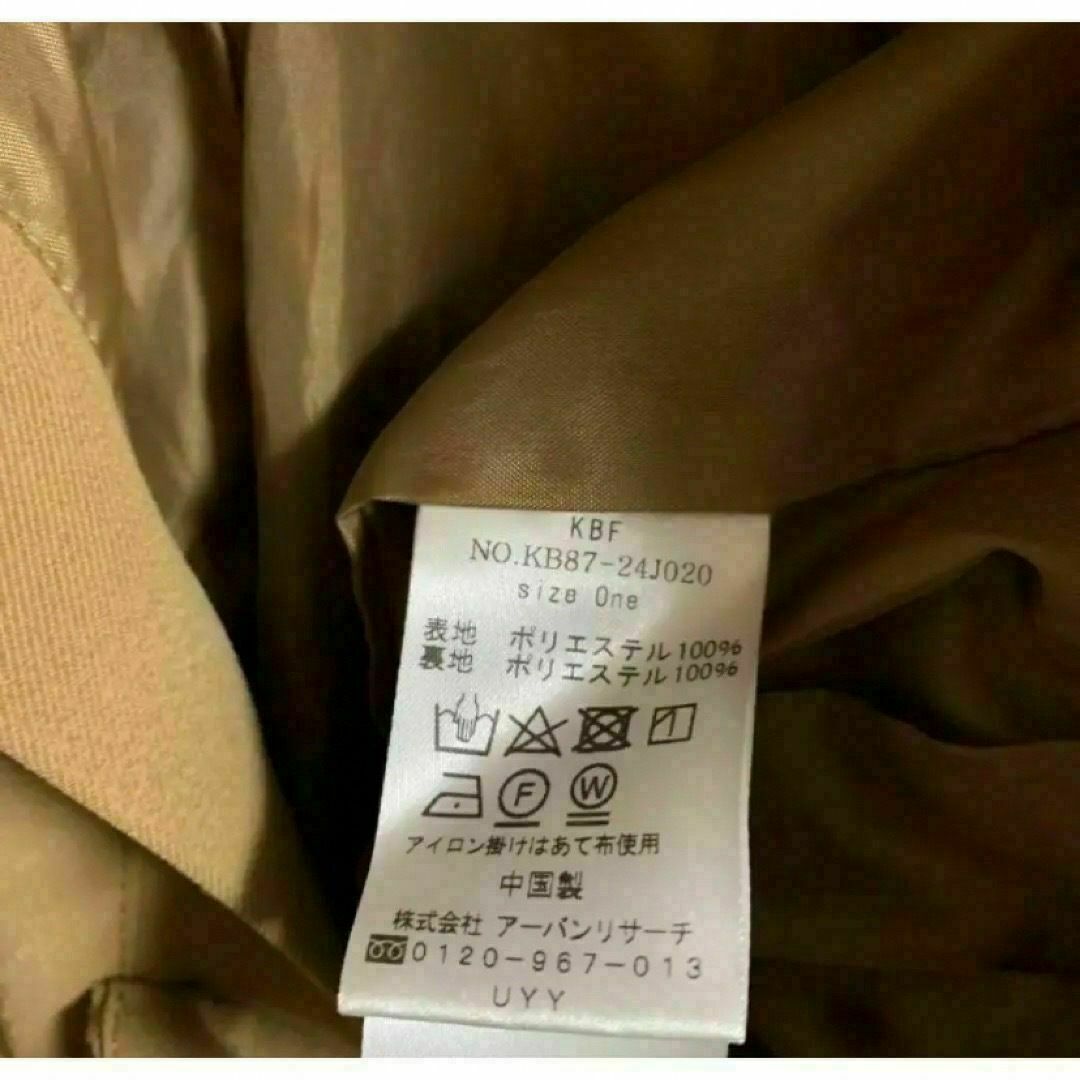 KBF
NO.KB87-24J020
size One
表地 ポリエステル100%
裏地 ポリエステル100%
F W
アイロン掛けはあて布使用
中国製
株式会社 アーバンリサーチ
0120-967-013
UYY